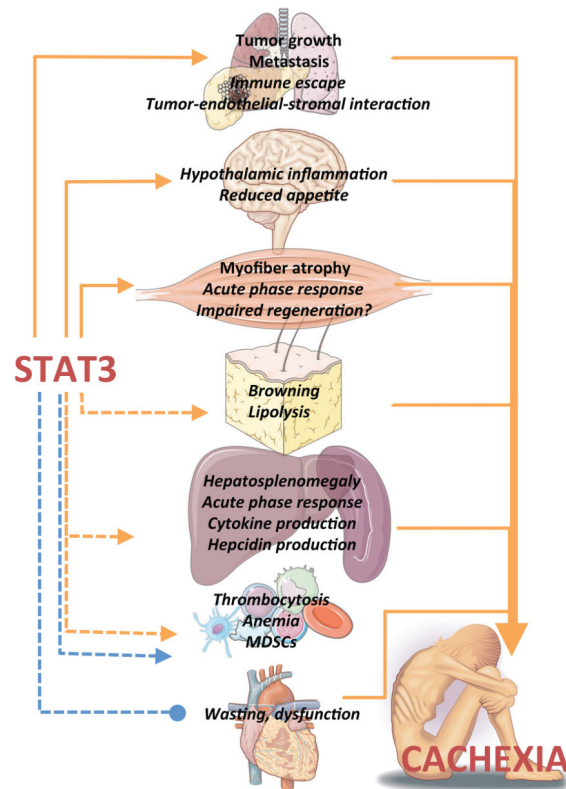 Tumor growth
Metastasis
Immune escape
Tumor-endothelial-stromal interaction
Hypothalamic inflammation
Reduced appetite
Myofiber atrophy
Acute phase response
Impaired regeneration?
STAT3
Browning
Lipolysis
Hepatosplenomegaly
Acute phase response
Cytokine production
Hepcidin production
Thrombocytosis
Anemia
MDSCs
Wasting, dysfunction
CACHEXIA